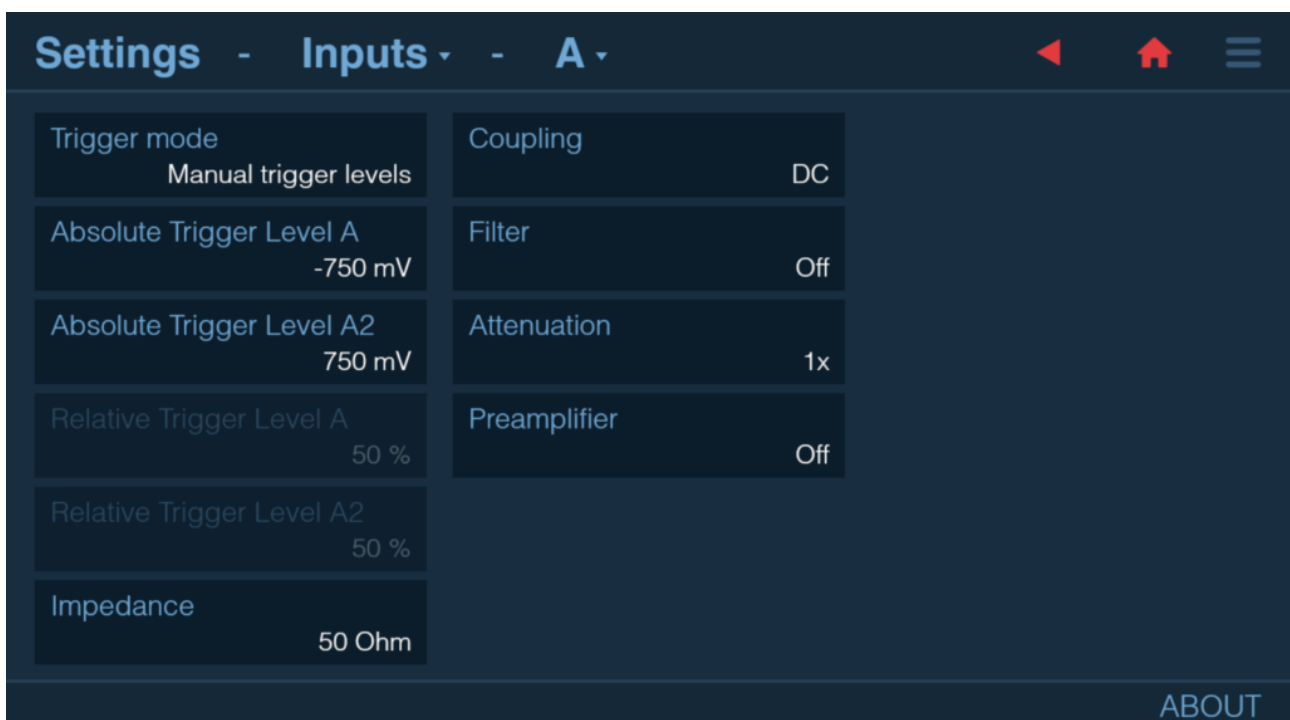 Settings - Inputs - A
Trigger mode
Manual trigger levels
Absolute Trigger Level A
-750 mV
Absolute Trigger Level A2
750 mV
Relative Trigger Level A
50 %
Relative Trigger Level A2
50 %
Impedance
50 Ohm
Coupling
DC
Filter
Off
Attenuation
1x
Preamplifier
Off
ABOUT